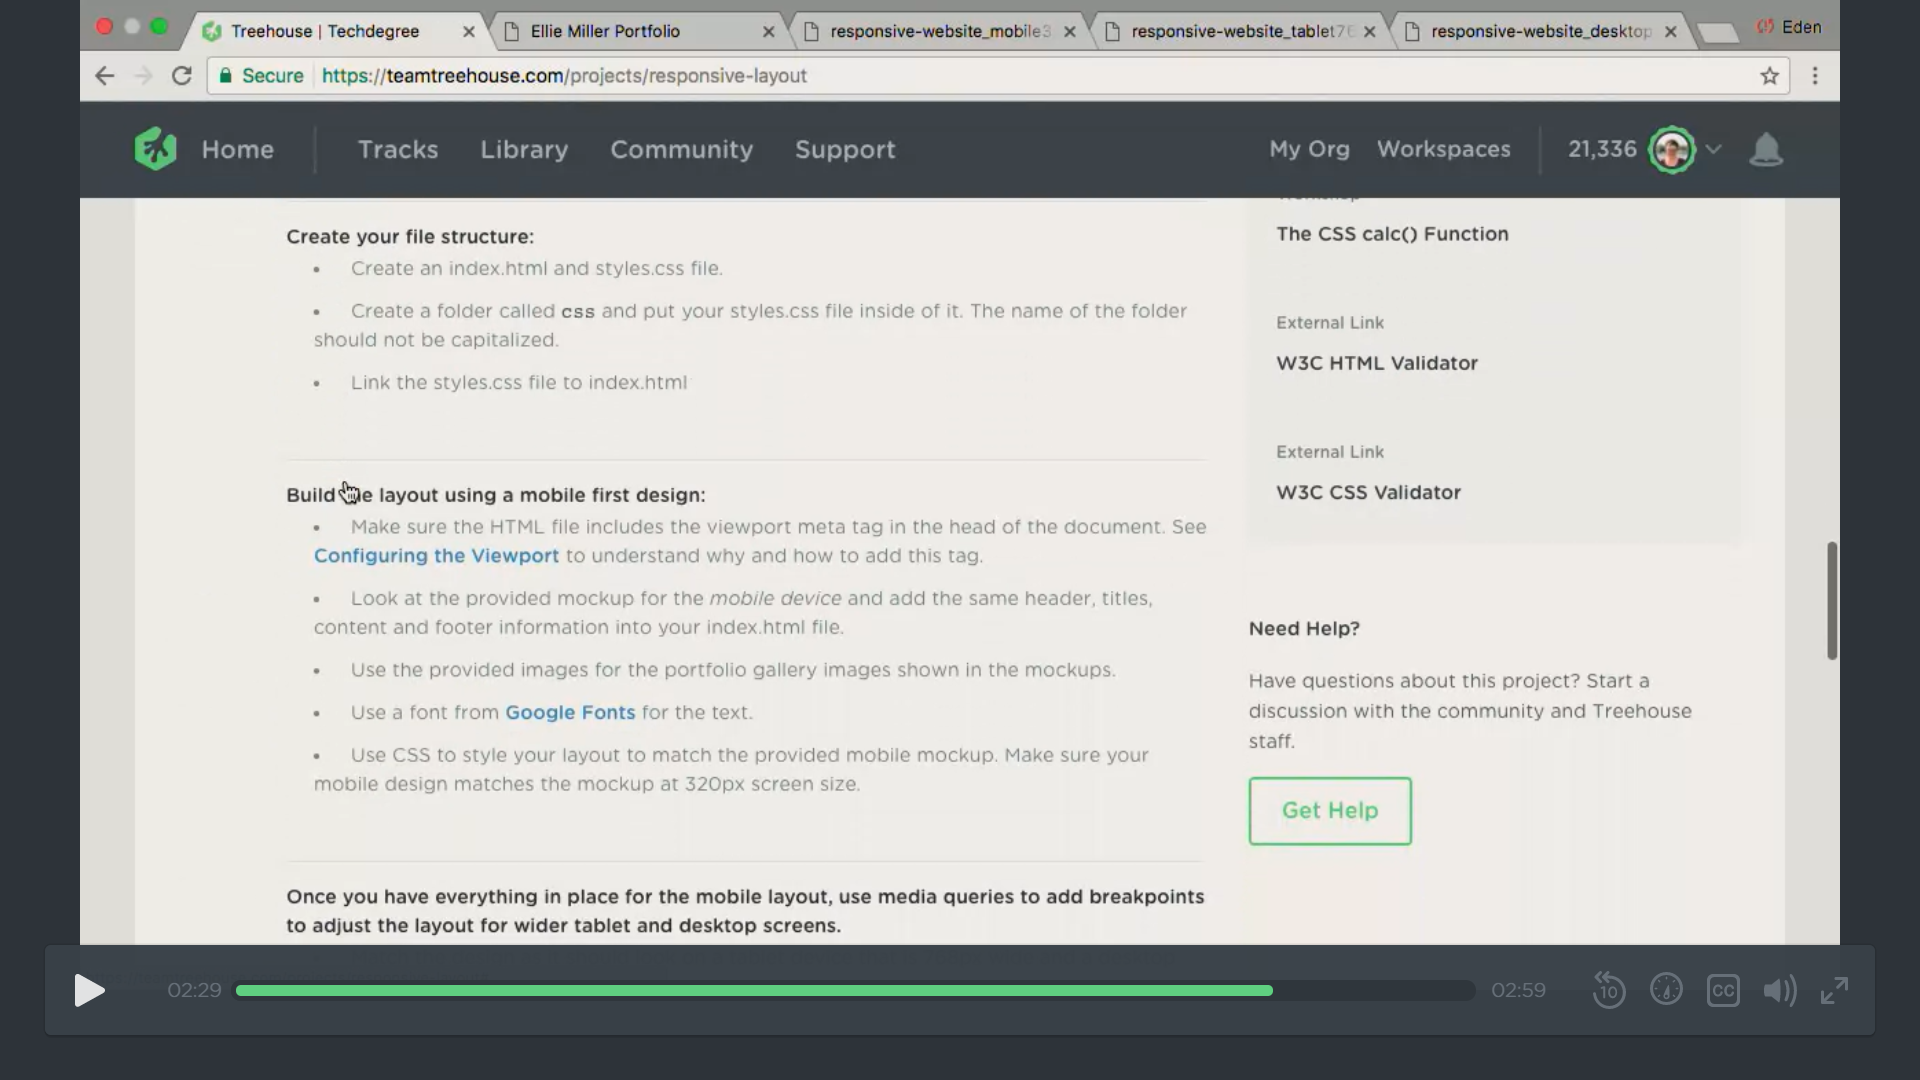 Treehouse | Techdegree
Ellie Miller Portfolio
responsive-website_mobile3
responsive-website_tablet76
responsive-website_desktop
Eden
Secure https://teamtreehouse.com/projects/responsive-layout
Home Tracks Library Community Support My Org Workspaces 21,336
Create your file structure:
• Create an index.html and styles.css file.
• Create a folder called css and put your styles.css file inside of it. The name of the folder
should not be capitalized.
• Link the styles.css file to index.html
Build layout using a mobile first design:
• Make sure the HTML file includes the viewport meta tag in the head of the document. See
Configuring the Viewport to understand why and how to add this tag.
• Look at the provided mockup for the mobile device and add the same header, titles,
content and footer information into your index.html file.
• Use the provided images for the portfolio gallery images shown in the mockups.
• Use a font from Google Fonts for the text.
• Use CSS to style your layout to match the provided mobile mockup. Make sure your
mobile design matches the mockup at 320px screen size.
Once you have everything in place for the mobile layout, use media queries to add breakpoints
to adjust the layout for wider tablet and desktop screens.
The CSS calc() Function
External Link
W3C HTML Validator
External Link
W3C CSS Validator
Need Help?
Have questions about this project? Start a
discussion with the community and Treehouse
staff.
Get Help
02:29
02:59
10
CC